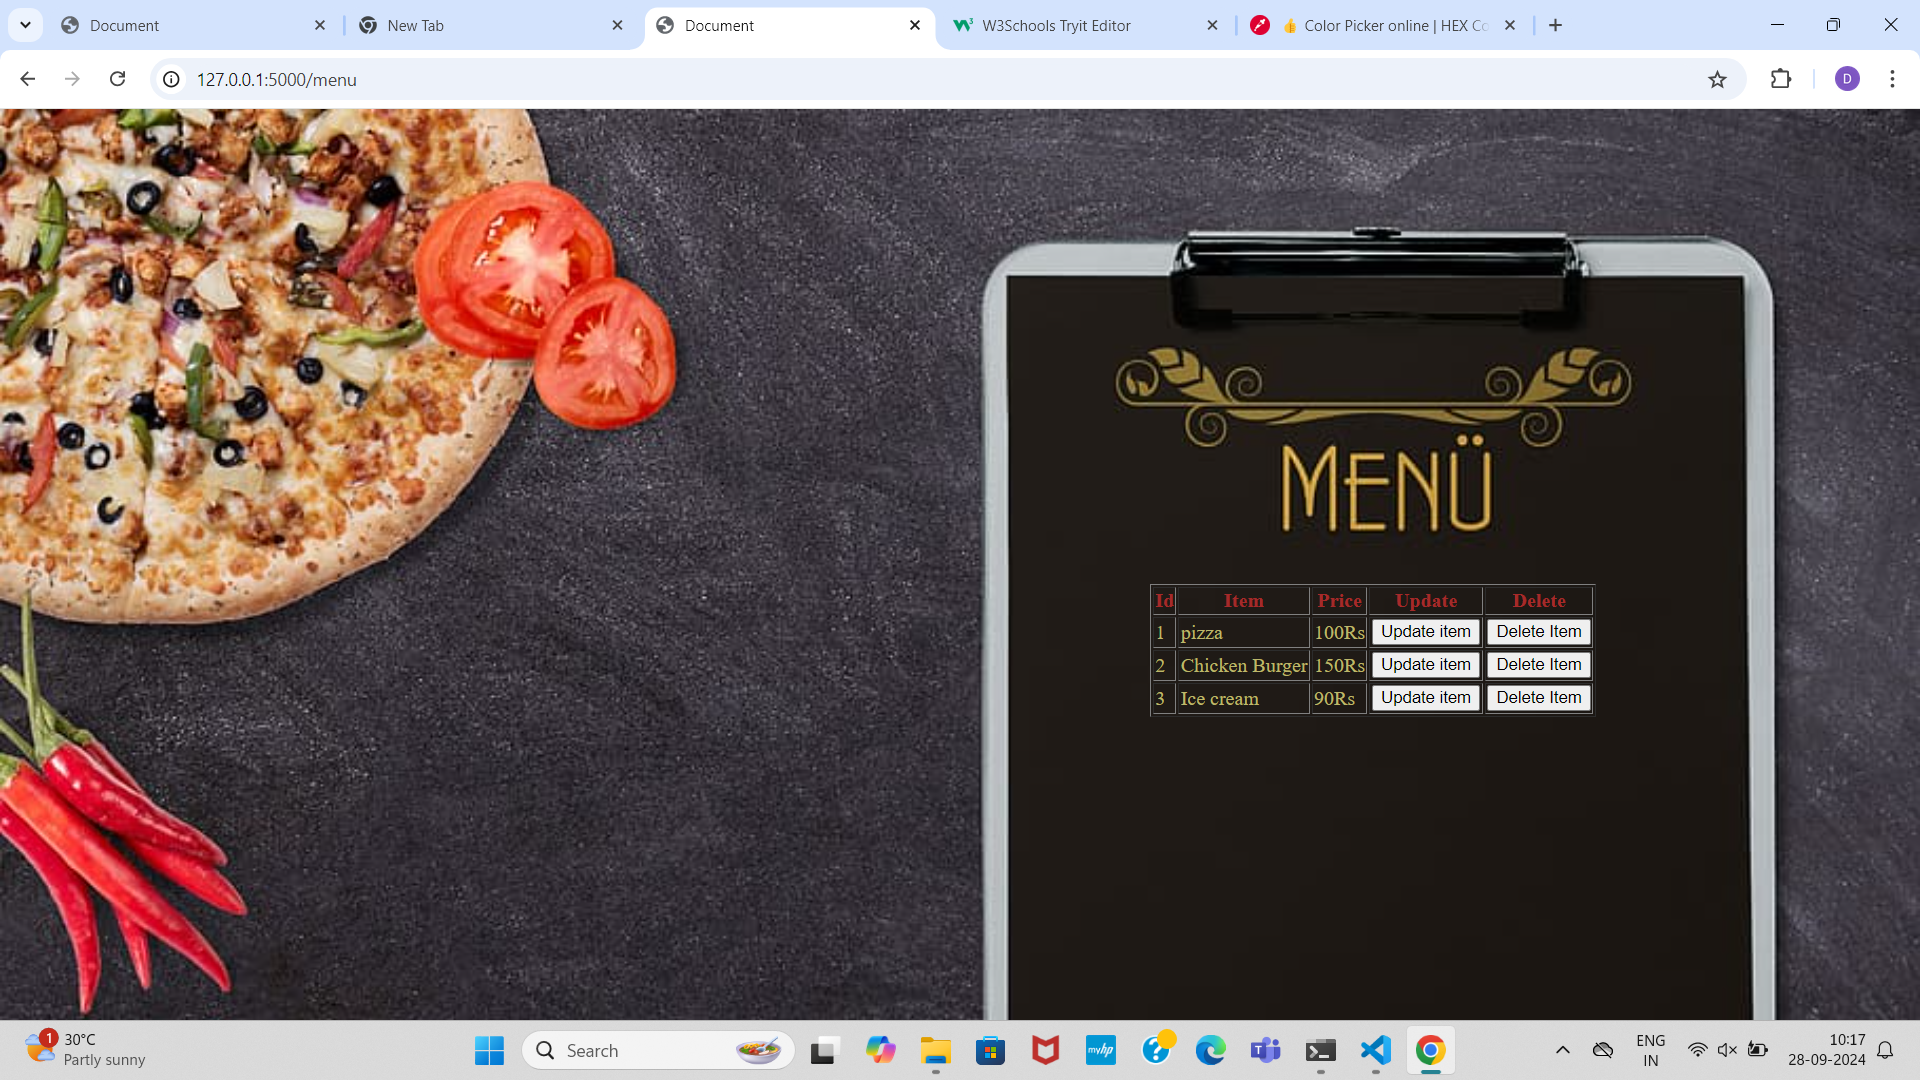 Document
New Tab
Document
W3Schools Tryit Editor
👍 Color Picker online | HEX Co
127.0.0.1:5000/menu
D
MENÜ
Id Item Price Update Delete
1 pizza 100Rs Update item Delete Item
2 Chicken Burger 150Rs Update item Delete Item
3 Ice cream 90Rs Update item Delete Item
1
30°C
Partly sunny
Search
myhp
ENG
IN
10:17
28-09-2024